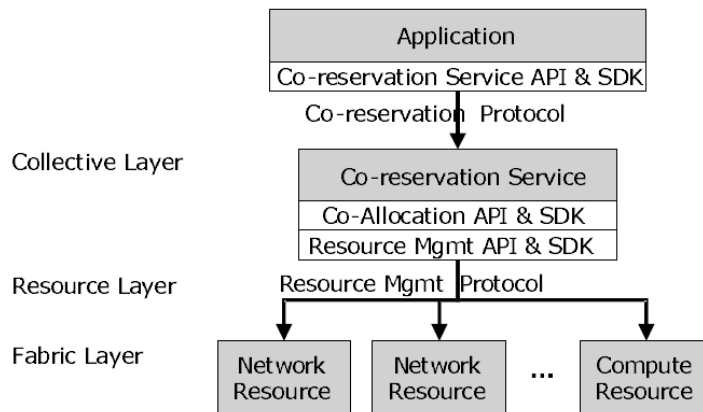 Application
Co-reservation Service API & SDK
Co-reservation Protocol
Collective Layer
Co-reservation Service
Co-Allocation API & SDK
Resource Mgmt API & SDK
Resource Layer
Resource Mgmt Protocol
Fabric Layer
Network
Resource
Network
Resource
...
Compute
Resource